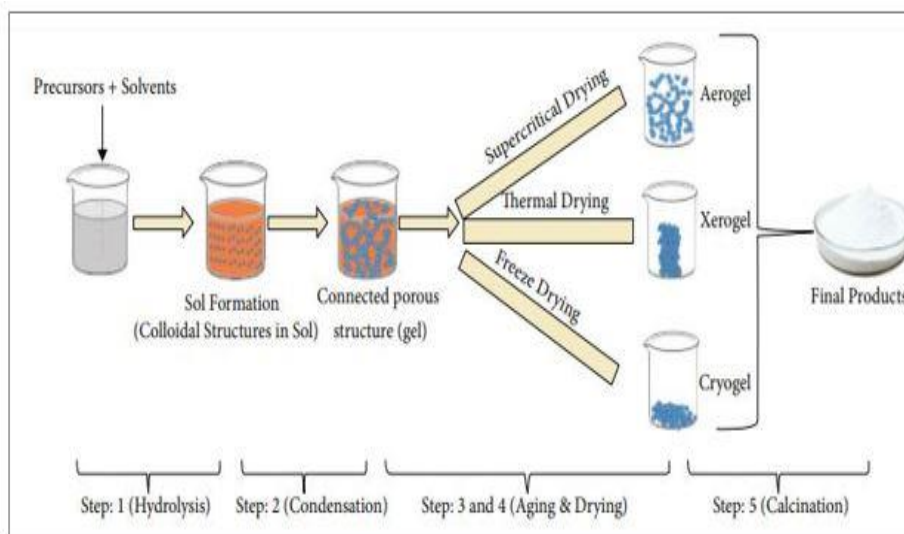 Precursors + Solvents
Sol Formation
(Colloidal Structures in Sol)
Connected porous
structure (gel)
Supercritical Drying
Thermal Drying
Freeze Drying
Aerogel
Xerogel
Cryogel
Final Products
Step: 1 (Hydrolysis)
Step: 2 (Condensation)
Step: 3 and 4 (Aging & Drying)
Step: 5 (Calcination)